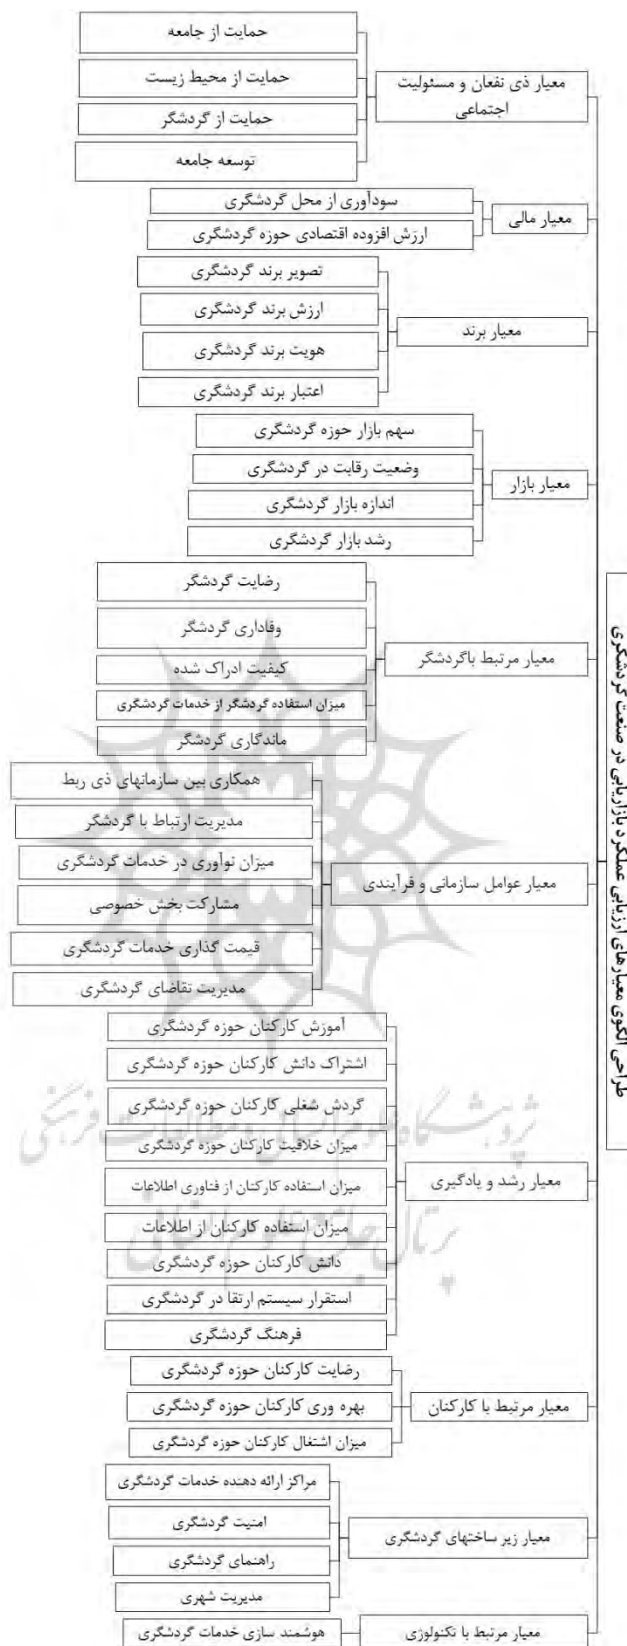 طراحی الگوی معیارهای ارزیابی عملکرد بازاریابی در صنعت گردشگری
معیار ذی نفعان و مسئولیت
اجتماعی
حمایت از جامعه
حمایت از محیط زیست
حمایت از گردشگر
توسعه جامعه
معیار مالی
سودآوری از محل گردشگری
ارزش افزوده اقتصادی حوزه گردشگری
معیار برند
تصویر برند گردشگری
ارزش برند گردشگری
هویت برند گردشگری
اعتبار برند گردشگری
معیار بازار
سهم بازار حوزه گردشگری
وضعیت رقابت در گردشگری
اندازه بازار گردشگری
رشد بازار گردشگری
معیار مرتبط باگردشگر
رضایت گردشگر
وفاداری گردشگر
کیفیت ادراک شده
میزان استفاده گردشگر از خدمات گردشگری
ماندگاری گردشگر
معیار عوامل سازمانی و فرآیندی
همکاری بین سازمانهای ذی ربط
مدیریت ارتباط با گردشگر
میزان نوآوری در خدمات گردشگری
مشارکت بخش خصوصی
قیمت گذاری خدمات گردشگری
مدیریت تقاضای گردشگری
معیار رشد و یادگیری
آموزش کارکنان حوزه گردشگری
اشتراک دانش کارکنان حوزه گردشگری
گردش شغلی کارکنان حوزه گردشگری
میزان خلاقیت کارکنان حوزه گردشگری
میزان استفاده کارکنان از فناوری اطلاعات
میزان استفاده کارکنان از اطلاعات
دانش کارکنان حوزه گردشگری
استقرار سیستم ارتقا در گردشگری
فرهنگ گردشگری
معیار مرتبط با کارکنان
رضایت کارکنان حوزه گردشگری
بهره وری کارکنان حوزه گردشگری
میزان اشتغال کارکنان حوزه گردشگری
معیار زیر ساختهای گردشگری
مراکز ارائه دهنده خدمات گردشگری
امنیت گردشگری
راهنمای گردشگری
مدیریت شهری
معیار مرتبط با تکنولوژی
هوشمند سازی خدمات گردشگری
پژوهشگاه علوم انسانی و مطالعات فرهنگی
پرتال جامع علوم انسانی